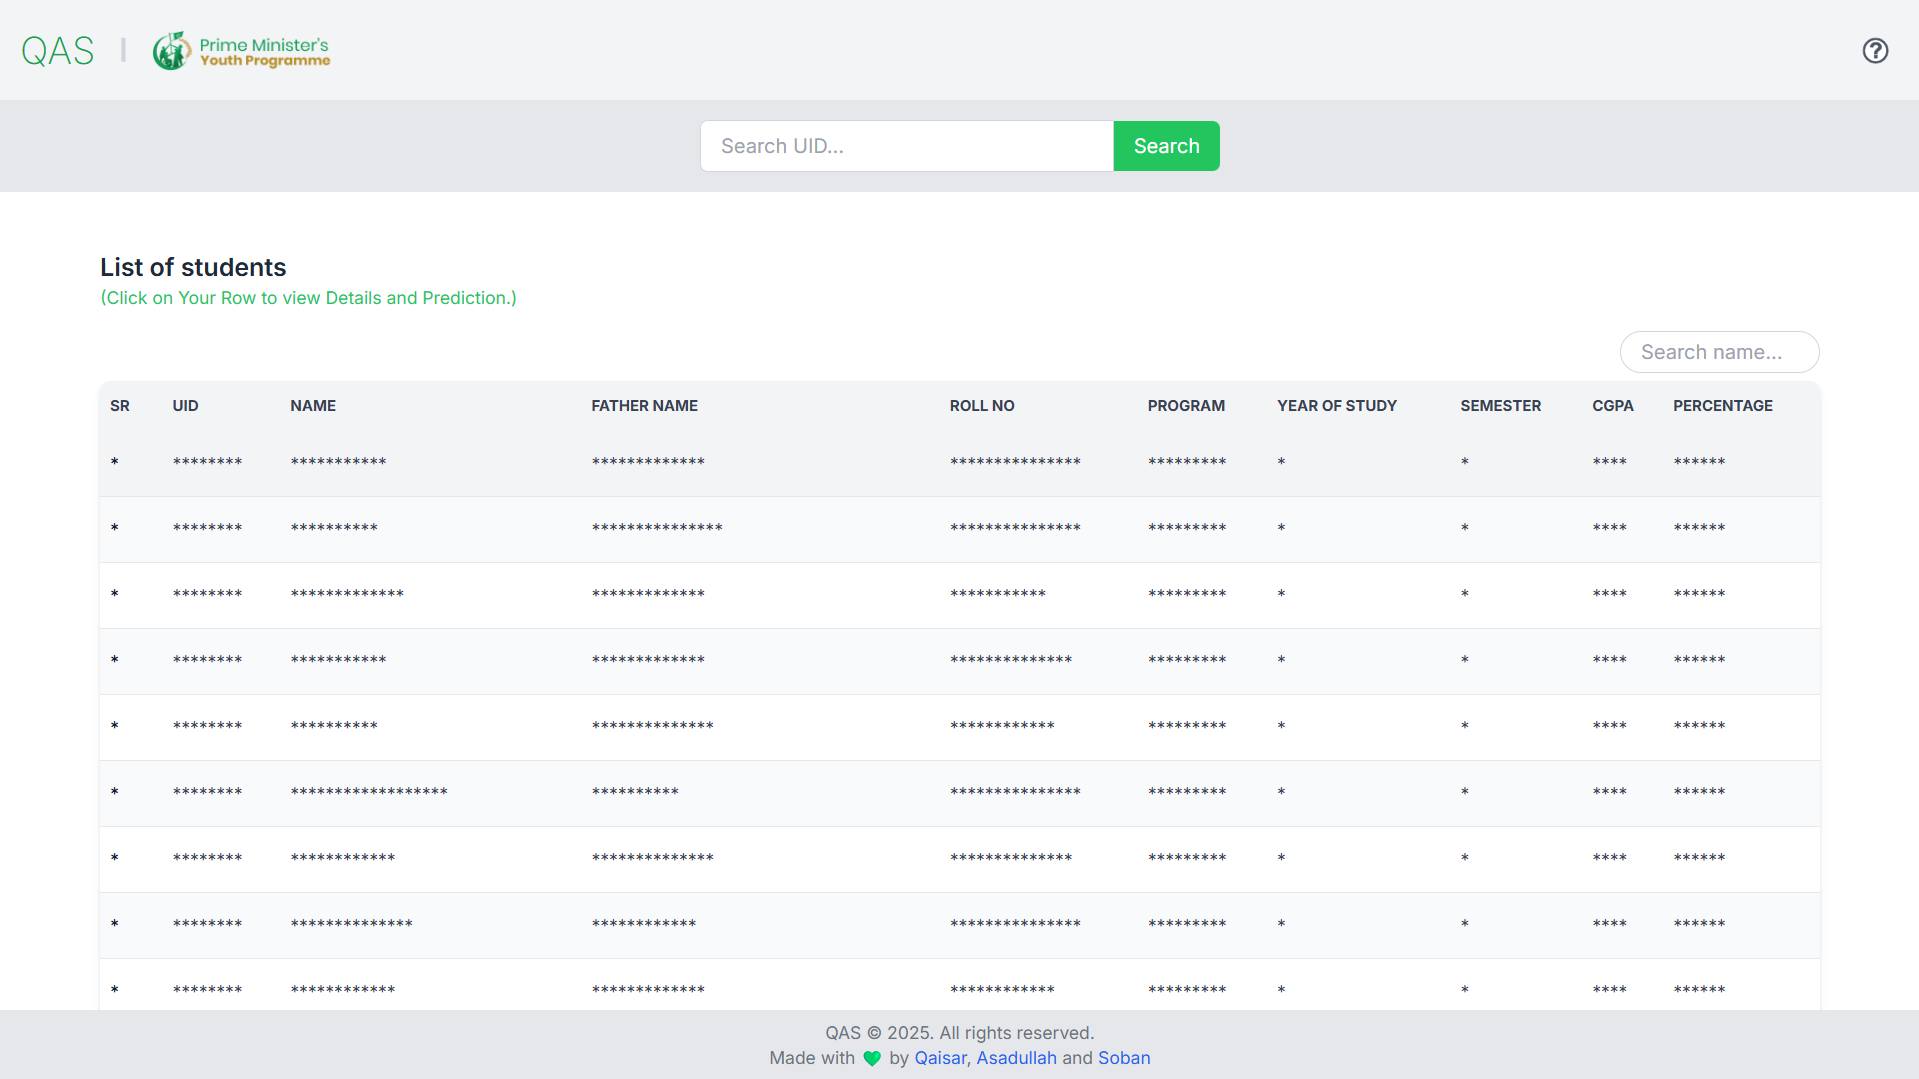 QAS | Prime Minister's
Youth Programme
Search UID...
Search
List of students
(Click on Your Row to view Details and Prediction.)
Search name...
SR UID NAME FATHER NAME ROLL NO PROGRAM YEAR OF STUDY SEMESTER CGPA PERCENTAGE
* ******** *********** ************* *************** ********* * * **** ******
* ******** ********** *************** *************** ********* * * **** ******
* ******** ************* ************* *********** ********* * * **** ******
* ******** *********** ************* ************** ********* * * **** ******
* ******** ********** ************** ************ ********* * * **** ******
* ******** ****************** ********** *************** ********* * * **** ******
* ******** ************ ************** ************** ********* * * **** ******
* ******** ************** ************ *************** ********* * * **** ******
* ******** ************ ************* ************ ********* * * **** ******
QAS © 2025. All rights reserved.
Made with 💚 by Qaisar, Asadullah and Soban